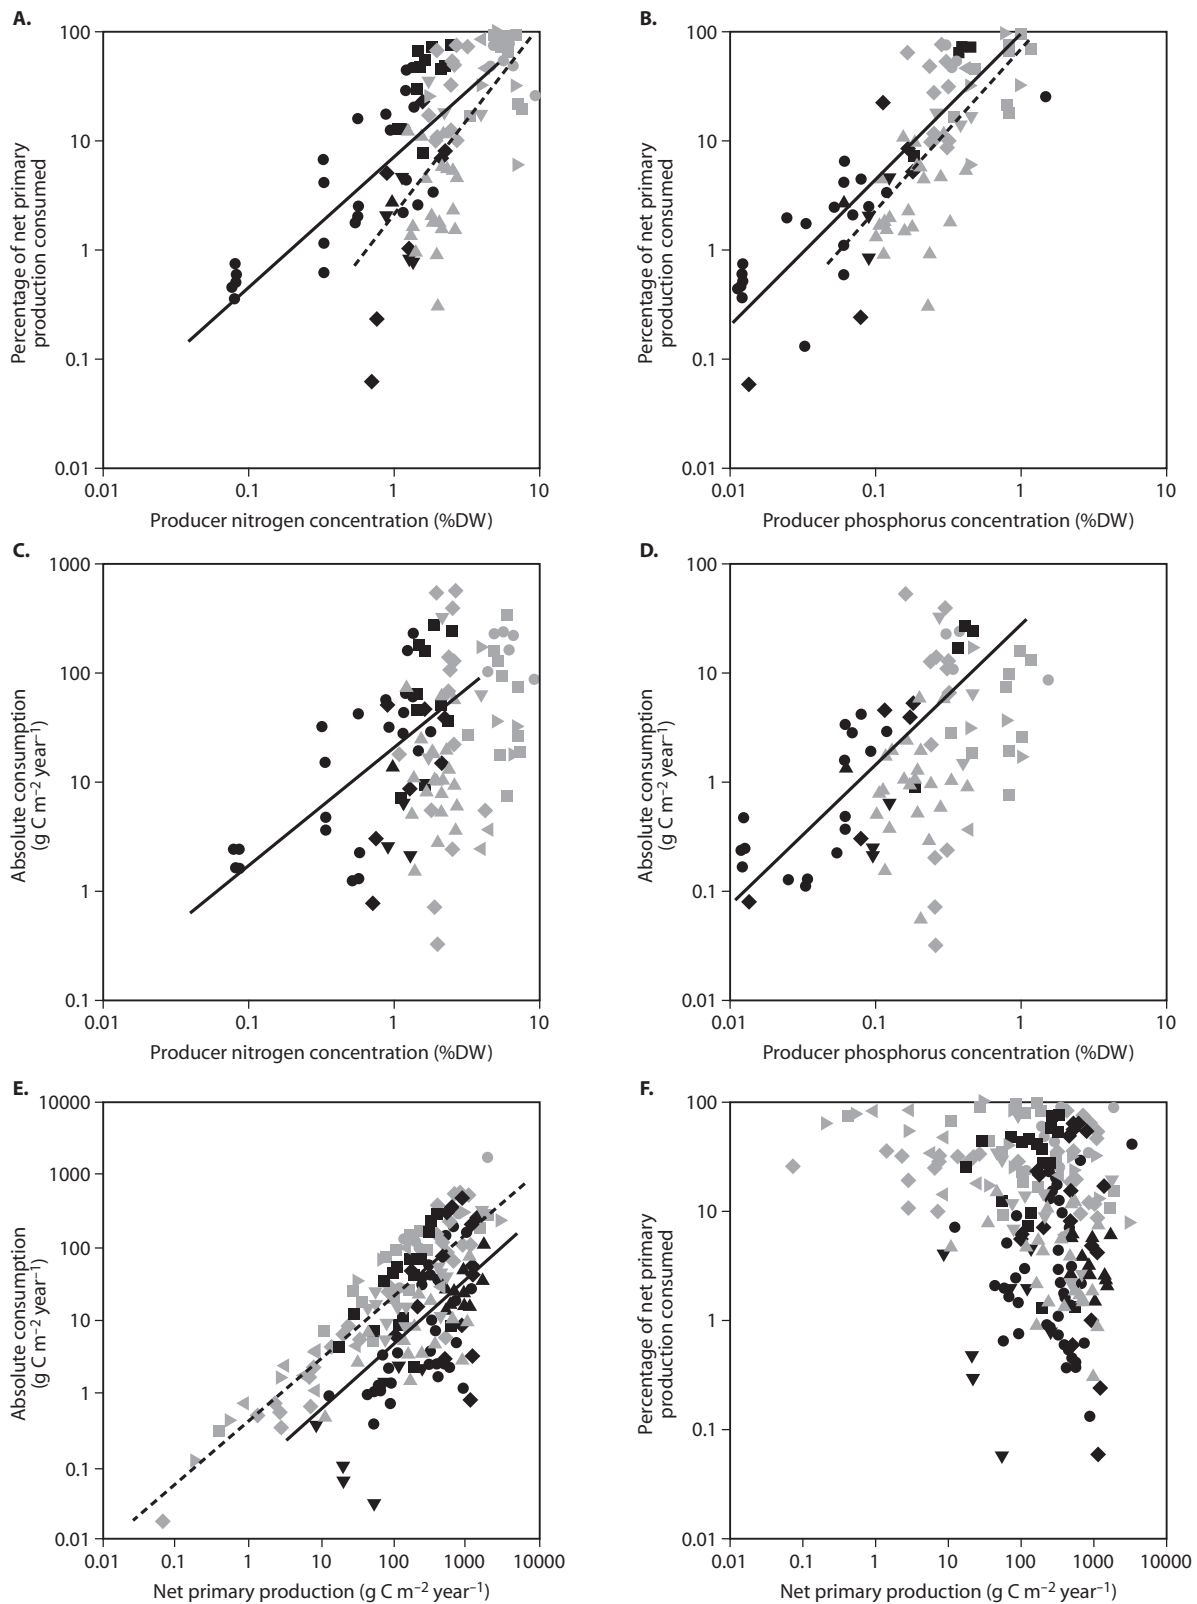 A.
100
10
1
0.1
0.01
Percentage of net primary
production consumed
0.01
0.1
1
10
Producer nitrogen concentration (%DW)
B.
100
10
1
0.1
0.01
Percentage of net primary
production consumed
0.01
0.1
1
10
Producer phosphorus concentration (%DW)
C.
1000
100
10
1
0.1
Absolute consumption
(g C m⁻² year⁻¹)
0.01
0.1
1
10
Producer nitrogen concentration (%DW)
D.
100
10
1
0.1
0.01
Absolute consumption
(g C m⁻² year⁻¹)
0.01
0.1
1
10
Producer phosphorus concentration (%DW)
E.
10000
1000
100
10
1
0.1
0.01
Absolute consumption
(g C m⁻² year⁻¹)
0.01
0.1
1
10
100
1000
10000
Net primary production (g C m⁻² year⁻¹)
F.
100
10
1
0.1
0.01
Percentage of net primary
production consumed
0.01
0.1
1
10
100
1000
10000
Net primary production (g C m⁻² year⁻¹)